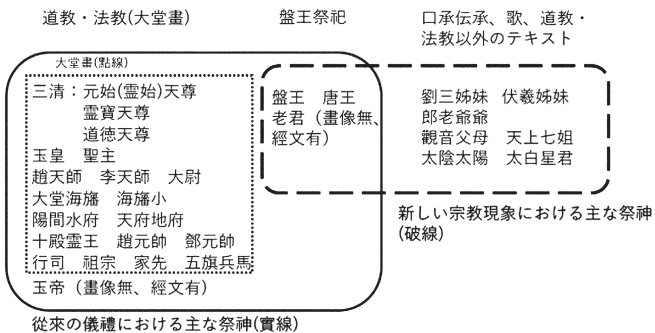 道教・法教(大堂畫)
盤王祭祀
口承伝承、歌、道教・
法教以外のテキスト
大堂畫(點線)
三清：元始(霊始)天尊
霊寶天尊
道徳天尊
玉皇　聖主
趙天師　李天師　大尉
大堂海旛　海旛小
陽間水府　天府地府
十殿霊王　趙元帥　鄧元帥
行司　祖宗　家先　五旗兵馬
玉帝（畫像無、經文有）
盤王　唐王
老君（畫像無、
經文有）
劉三姊妹　伏羲姊妹
郎老爺爺
觀音父母　天上七姐
太陰太陽　太白星君
新しい宗教現象における主な祭神
(破線)
從來の儀禮における主な祭神(實線)